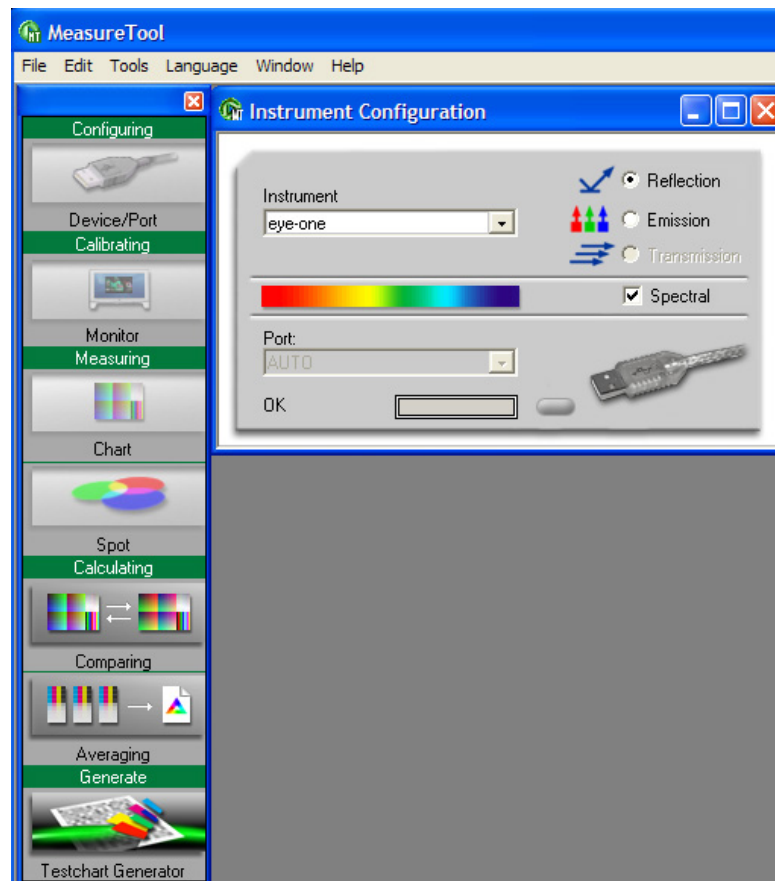 MeasureTool
File Edit Tools Language Window Help
Configuring
Device/Port
Calibrating
Monitor
Measuring
Chart
Spot
Calculating
Comparing
Averaging
Generate
Testchart Generator
Instrument Configuration
Instrument
eye-one
Reflection
Emission
Transmission
Spectral
Port:
AUTO
OK